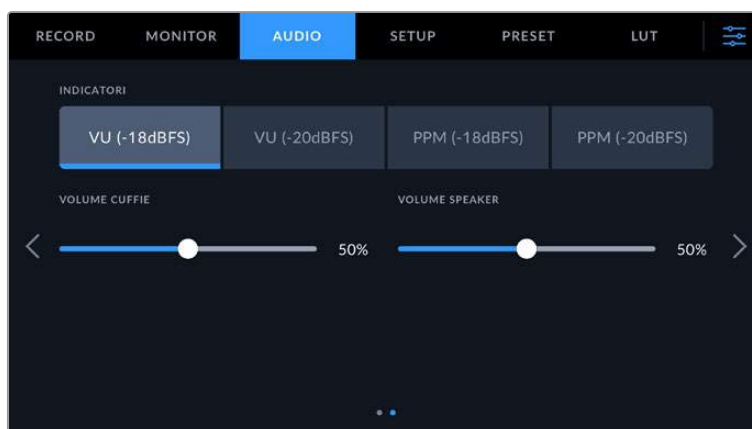 RECORD MONITOR AUDIO SETUP PRESET LUT
INDICATORI
VU (-18dBFS) VU (-20dBFS) PPM (-18dBFS) PPM (-20dBFS)
VOLUME CUFFIE VOLUME SPEAKER
50% 50%